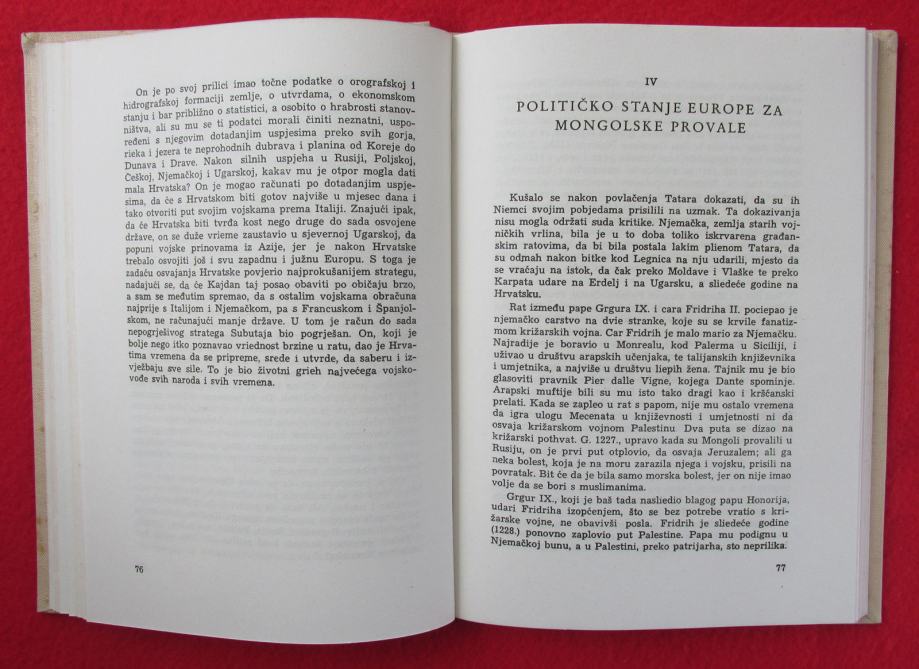 On je po svoj prilici imao točne podatke o orografskoj i
hidrografskoj formaciji zemlje, o utvrdama, o ekonomskom
stanju i bar približno o statistici, a osobito o hrabrosti stanov-
ništva, ali su mu se ti podatci morali činiti neznatni, uspo-
ređeni s njegovim dotadanjim uspjesima preko svih gorja,
rieka i jezera te neprohodnih dubrava i planina od Koreje do
Dunava i Drave. Nakon silnih uspjeha u Rusiji, Poljskoj,
Češkoj, Njemačkoj i Ugarskoj, kakav mu je otpor mogla dati
mala Hrvatska? On je mogao računati po dotadanjim uspje-
sima, da će s Hrvatskom biti gotov najviše u mjesec dana i
tako otvoriti put svojim vojskama prema Italiji. Znajući ipak,
da će Hrvatska biti tvrđa kost nego druge do sada osvojene
države, on se duže vrieme zaustavio u sjevernoj Ugarskoj, da
popuni vojske prinovama iz Azije, jer je nakon Hrvatske
trebalo osvojiti još i svu zapadnu i južnu Europu. S toga je
zadaću osvajanja Hrvatske povjerio najprokušanijem strategu,
nadajući se, da će Kajdan taj posao obaviti po običaju brzo,
a sam se međutim spremao, da s ostalim vojskama obračuna
najprije s Italijom i Njemačkom, pa s Francuskom i Španjol-
skom, ne računajući manje države. U tom je račun do sada
nepogrješivog stratega Subutaja bio pogrješan. On, koji je
bolje nego itko poznavao vriednost brzine u ratu, dao je Hrva-
tima vremena da se pripreme, srede i utvrde, da saberu i iz-
vježbaju sve sile. To je bio životni grieh najvećega vojsko-
vođe svih naroda i svih vremena.
76
IV
POLITIČKO STANJE EUROPE ZA
MONGOLSKE PROVALE
Kušalo se nakon povlačenja Tatara dokazati, da su ih
Niemci svojim pobjedama prisilili na uzmak. Ta dokazivanja
nisu mogla održati suda kritike. Njemačka, zemlja starih voj-
ničkih vrlina, bila je u to doba toliko iskrvarena građan-
skim ratovima, da bi bila postala lakim plienom Tatara, da
su odmah nakon bitke kod Legnica na nju udarili, mjesto da
se vraćaju na istok, da čak preko Moldave i Vlaške te preko
Karpata udare na Erdelj i na Ugarsku, a sliedeće godine na
Hrvatsku.
Rat između pape Grgura IX. i cara Fridriha II. pociepao je
njemačko carstvo na dvie stranke, koje su se krvile fanatiz-
mom križarskih vojna. Car Fridrih je malo mario za Njemačku.
Najradije je boravio u Monrealu, kod Palerma u Siciliji, i
uživao u društvu arapskih učenjaka, te talijanskih književnika
i umjetnika, a najviše u društvu liepih žena. Tajnik mu je bio
glasoviti pravnik Pier dalle Vigne, kojega Dante spominje.
Arapski muftije bili su mu isto tako dragi kao i kršćanski
prelati. Kada se zapleo u rat s papom, nije mu ostalo vremena
da igra ulogu Mecenata u književnosti i umjetnosti ni da
osvaja križarskom vojnom Palestinu Dva puta se dizao na
križarski pothvat. G. 1227., upravo kada su Mongoli provalili u
Rusiju, on je prvi put otplovio, da osvaja Jeruzalem; ali ga
neka bolest, koja je na moru zarazila njega i vojsku, prisili na
povratak. Bit će da je bila samo morska bolest, jer on nije imao
volje da se bori s muslimanima.
Grgur IX., koji je baš tada nasliedio blagog papu Honorija,
udari Fridriha izopćenjem, što se bez potrebe vratio s kri-
žarske vojne, ne obavivši posla. Fridrih je sliedeće godine
(1228.) ponovno zaplovio put Palestine. Papa mu podignu u
Njemačkoj bunu, a u Palestini, preko patrijarha, sto neprilika.
77